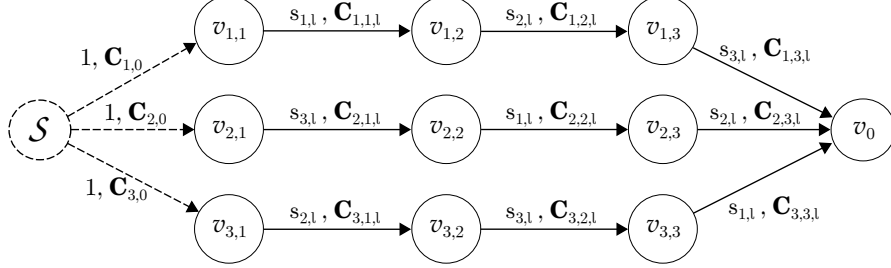 v₁,₁ s₁,ₗ , C₁,₁,ₗ v₁,₂ s₂,ₗ , C₁,₂,ₗ v₁,₃
1, C₁,₀ s₃,ₗ , C₁,₃,ₗ
S 1, C₂,₀ v₂,₁ s₃,ₗ , C₂,₁,ₗ v₂,₂ s₁,ₗ , C₂,₂,ₗ v₂,₃ s₂,ₗ , C₂,₃,ₗ v₀
1, C₃,₀ s₁,ₗ , C₃,₃,ₗ
v₃,₁ s₂,ₗ , C₃,₁,ₗ v₃,₂ s₃,ₗ , C₃,₂,ₗ v₃,₃